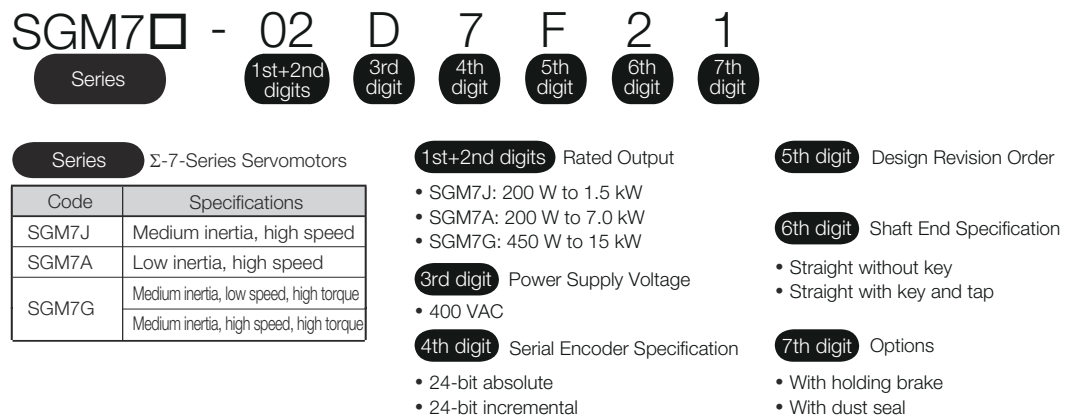 SGM7□ - 02 D 7 F 2 1
Series 1st+2nd digits 3rd digit 4th digit 5th digit 6th digit 7th digit
Series Σ-7-Series Servomotors
Code Specifications
SGM7J Medium inertia, high speed
SGM7A Low inertia, high speed
SGM7G Medium inertia, low speed, high torque
Medium inertia, high speed, high torque
1st+2nd digits Rated Output
• SGM7J: 200 W to 1.5 kW
• SGM7A: 200 W to 7.0 kW
• SGM7G: 450 W to 15 kW
3rd digit Power Supply Voltage
• 400 VAC
4th digit Serial Encoder Specification
• 24-bit absolute
• 24-bit incremental
5th digit Design Revision Order
6th digit Shaft End Specification
• Straight without key
• Straight with key and tap
7th digit Options
• With holding brake
• With dust seal